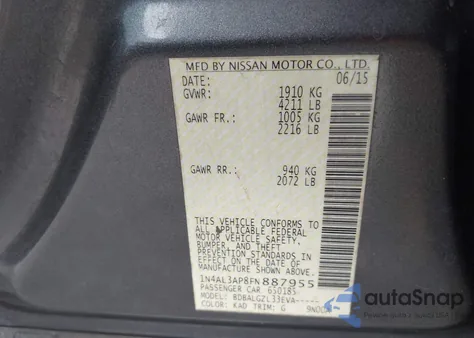 MFD BY NISSAN MOTOR CO., LTD.
DATE: 06/15
GVWR: 1910 KG
4211 LB
GAWR FR.: 1005 KG
2216 LB
GAWR RR.: 940 KG
2072 LB
THIS VEHICLE CONFORMS TO
ALL APPLICABLE FEDERAL
MOTOR VEHICLE SAFETY,
BUMPER, AND THEFT
PREVENTION STANDARDS IN
EFFECT ON THE DATE OF
MANUFACTURE SHOWN ABOVE.
1N4AL3AP8FN887955
PASSENGER CAR 650185
MODEL: BDBALGZL33EVA-----
COLOR: KAD TRIM: G
AutoSnap